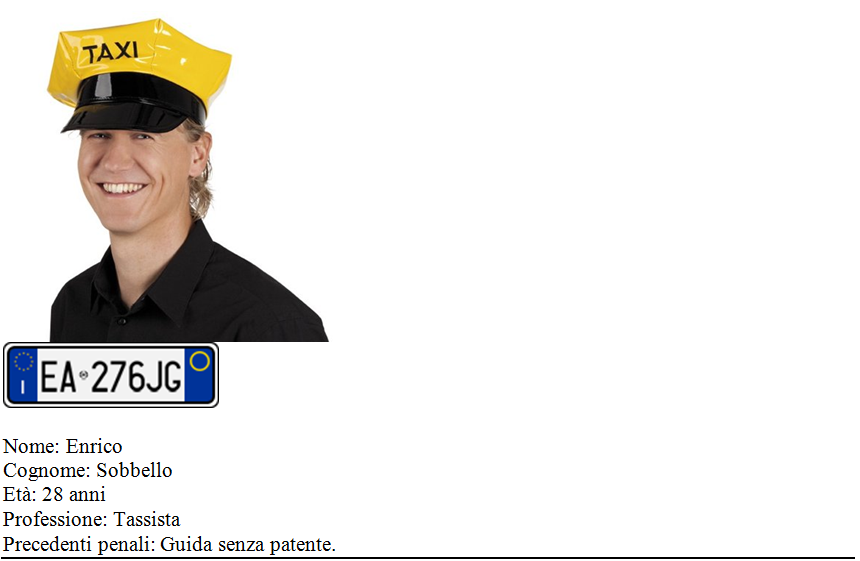 TAXI
I EA 276JG
Nome: Enrico
Cognome: Sobbello
Età: 28 anni
Professione: Tassista
Precedenti penali: Guida senza patente.